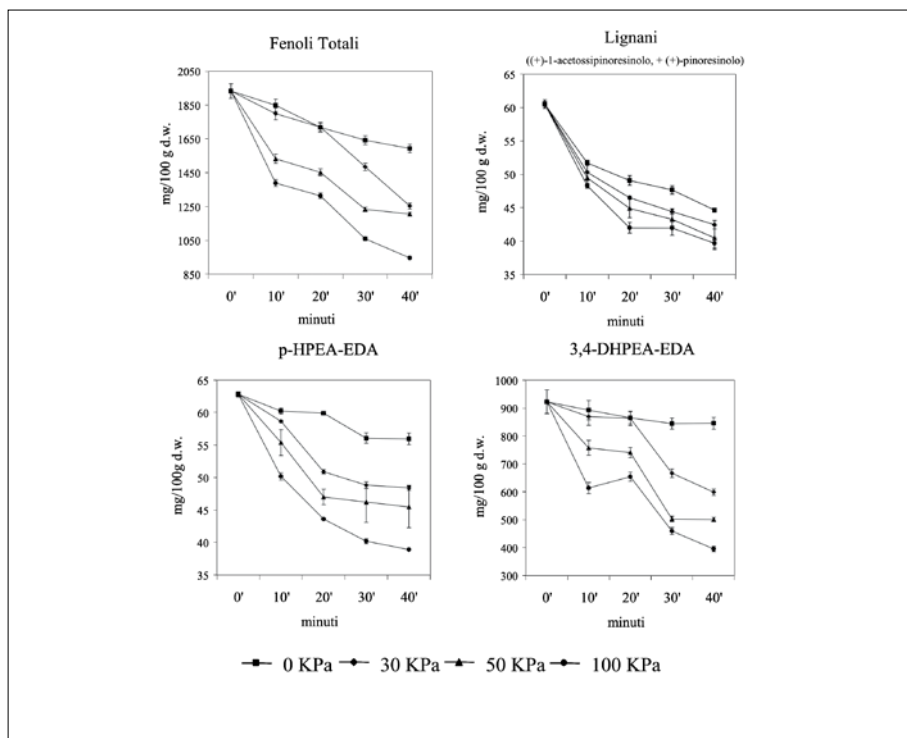 Fenoli Totali
mg/100 g d.w.
2050
1850
1650
1450
1250
1050
850
0' 10' 20' 30' 40'
minuti
Lignani
((+)-1-acetossipinoresinolo, + (+)-pinoresinolo)
mg/100 g d.w.
65
60
55
50
45
40
35
0' 10' 20' 30' 40'
minuti
p-HPEA-EDA
mg/100g d.w.
65
60
55
50
45
40
35
0' 10' 20' 30' 40'
minuti
3,4-DHPEA-EDA
mg/100 g d.w.
1000
900
800
700
600
500
400
300
0' 10' 20' 30' 40'
minuti
0 KPa 30 KPa 50 KPa 100 KPa